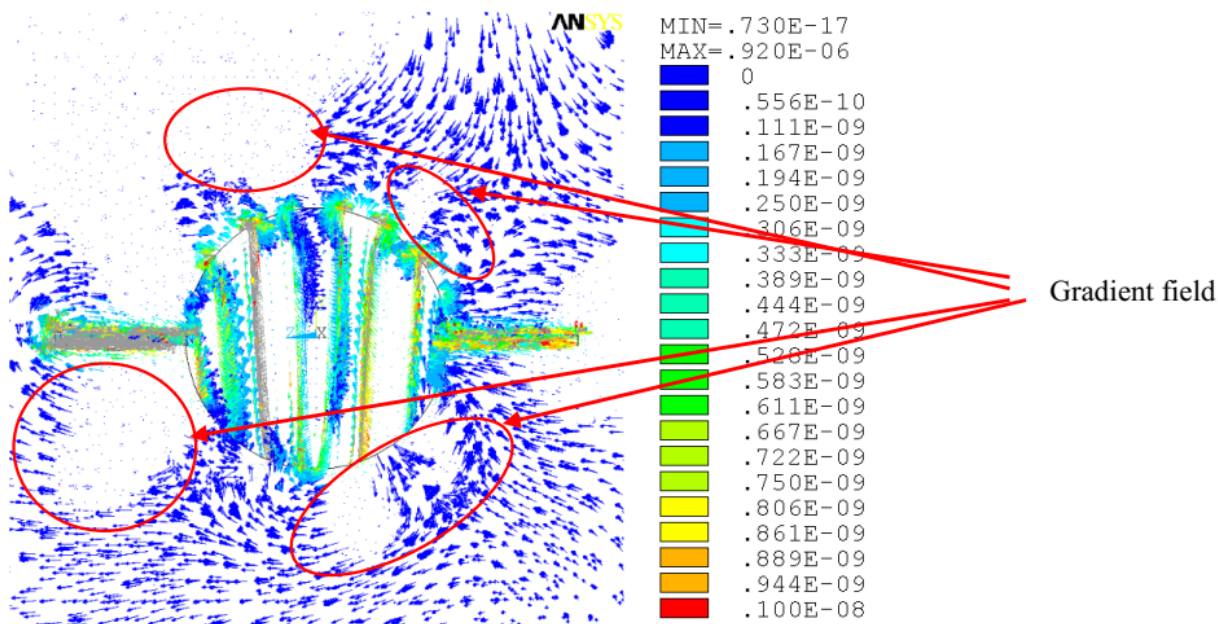 ANSYS
MIN=.730E-17
MAX=.920E-06
0
.556E-10
.111E-09
.167E-09
.194E-09
.250E-09
.306E-09
.333E-09
.389E-09
.444E-09
.472E-09
.528E-09
.583E-09
.611E-09
.667E-09
.722E-09
.750E-09
.806E-09
.861E-09
.889E-09
.944E-09
.100E-08
Gradient field
Z X